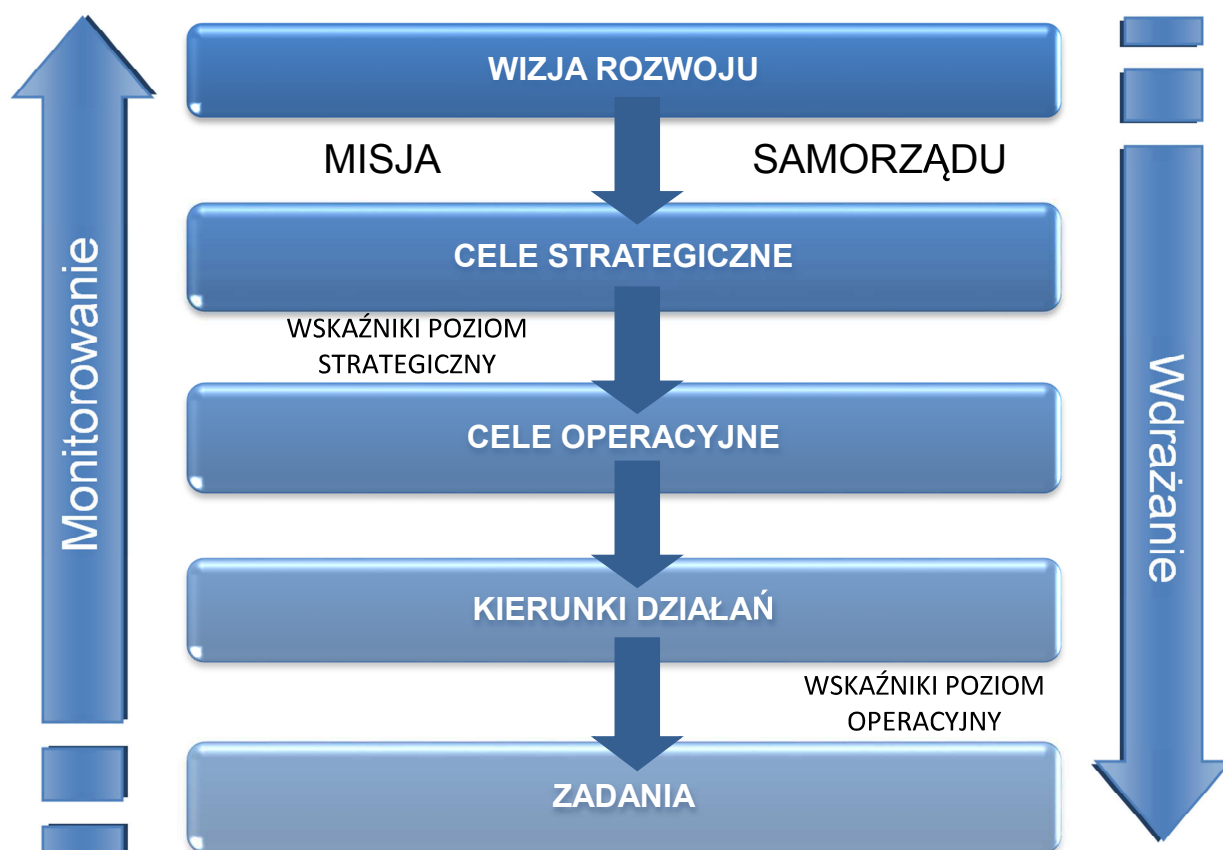 WIZJA ROZWOJU
MISJA SAMORZĄDU
CELE STRATEGICZNE
WSKAŹNIKI POZIOM
STRATEGICZNY
CELE OPERACYJNE
KIERUNKI DZIAŁAŃ
WSKAŹNIKI POZIOM
OPERACYJNY
ZADANIA
Monitorowanie
Wdrażanie